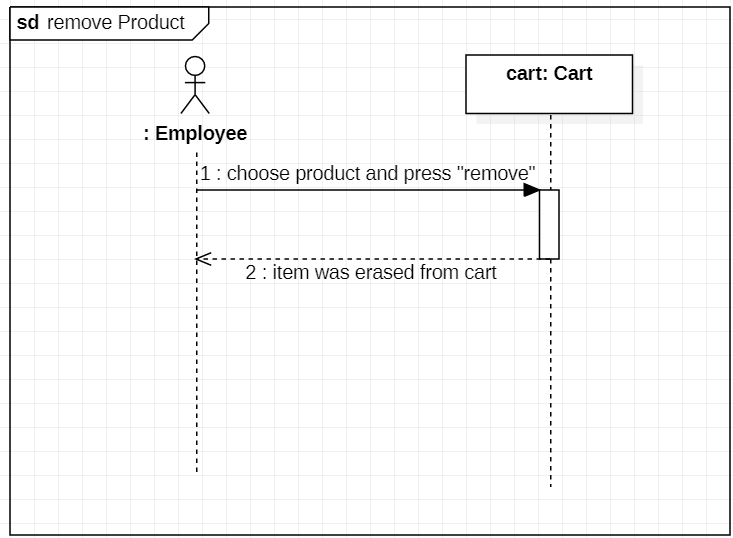 sd remove Product
cart: Cart
: Employee
1 : choose product and press "remove"
2 : item was erased from cart